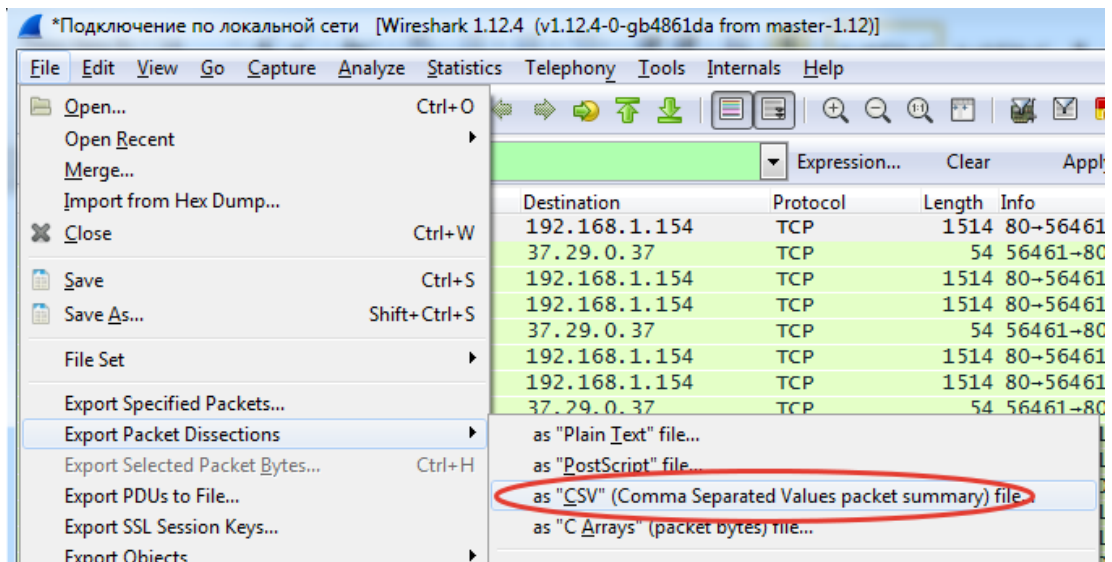 *Подключение по локальной сети [Wireshark 1.12.4 (v1.12.4-0-gb4861da from master-1.12)]
File Edit View Go Capture Analyze Statistics Telephony Tools Internals Help
Open... Ctrl+O
Open Recent
Merge...
Import from Hex Dump...
Close Ctrl+W
Save Ctrl+S
Save As... Shift+Ctrl+S
File Set
Export Specified Packets...
Export Packet Dissections
Export Selected Packet Bytes... Ctrl+H
Export PDUs to File...
Export SSL Session Keys...
Export Objects
Expression... Clear Apply
Destination Protocol Length Info
192.168.1.154 TCP 1514 80→56461
37.29.0.37 TCP 54 56461→80
192.168.1.154 TCP 1514 80→56461
192.168.1.154 TCP 1514 80→56461
37.29.0.37 TCP 54 56461→80
192.168.1.154 TCP 1514 80→56461
192.168.1.154 TCP 1514 80→56461
37.29.0.37 TCP 54 56461→80
as "Plain Text" file...
as "PostScript" file...
as "CSV" (Comma Separated Values packet summary) file...
as "C Arrays" (packet bytes) file...